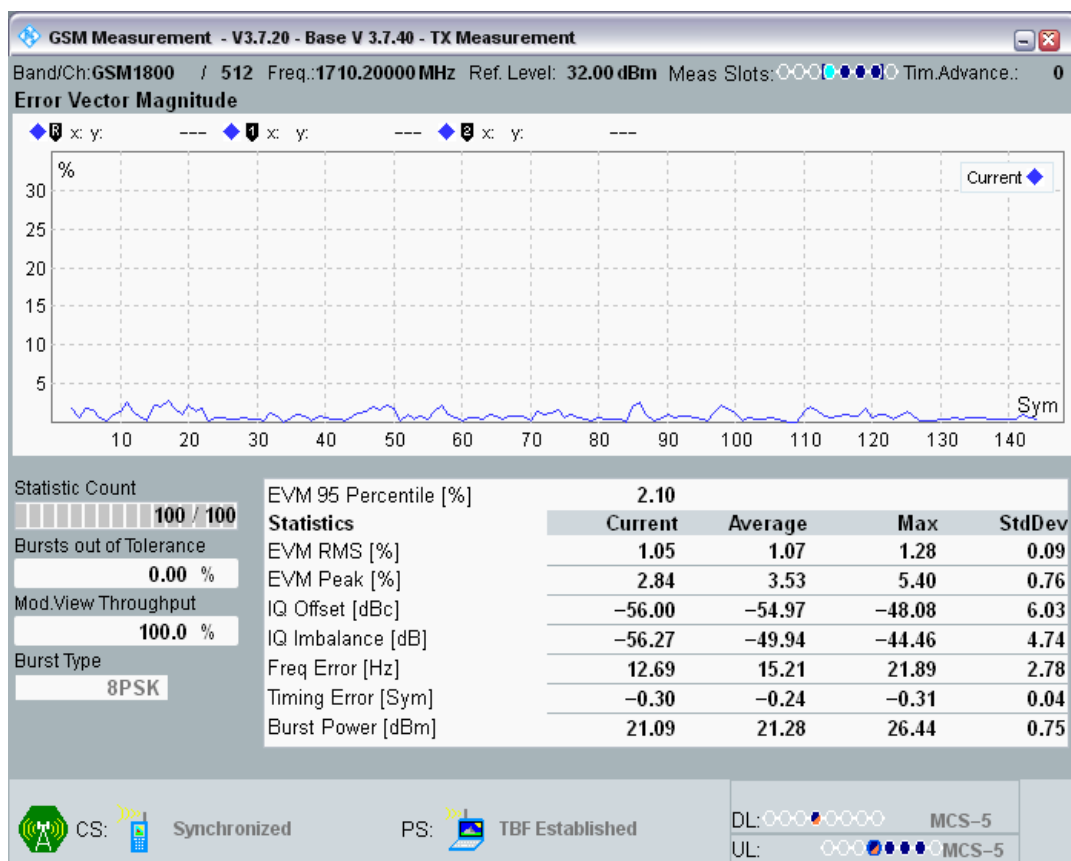 GSM Measurement - V3.7.20 - Base V 3.7.40 - TX Measurement
Band/Ch:GSM1800 / 512 Freq.:1710.20000 MHz Ref. Level: 32.00 dBm Meas Slots: Tim.Advance.: 0
Error Vector Magnitude
R x: y: --- 1 x: y: --- 2 x: y: ---
%
Current
30
25
20
15
10
5
Sym
10 20 30 40 50 60 70 80 90 100 110 120 130 140
Statistic Count
100 / 100
Bursts out of Tolerance
0.00 %
Mod.View Throughput
100.0 %
Burst Type
8PSK
EVM 95 Percentile [%] 2.10
Statistics Current Average Max StdDev
EVM RMS [%] 1.05 1.07 1.28 0.09
EVM Peak [%] 2.84 3.53 5.40 0.76
IQ Offset [dBc] −56.00 −54.97 −48.08 6.03
IQ Imbalance [dB] −56.27 −49.94 −44.46 4.74
Freq Error [Hz] 12.69 15.21 21.89 2.78
Timing Error [Sym] −0.30 −0.24 −0.31 0.04
Burst Power [dBm] 21.09 21.28 26.44 0.75
CS: Synchronized PS: TBF Established
DL: MCS−5
UL: MCS−5